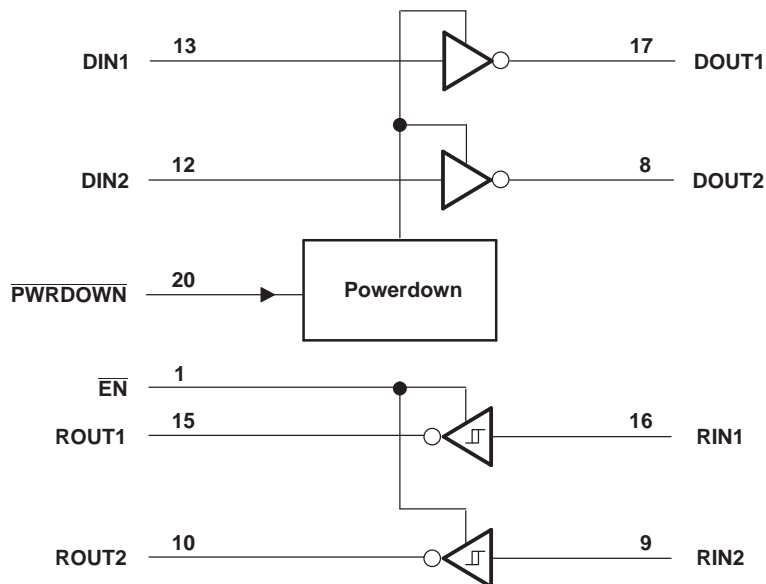 DIN1 13 17 DOUT1
DIN2 12 8 DOUT2
PWRDOWN 20 Powerdown
EN 1
ROUT1 15 16 RIN1
ROUT2 10 9 RIN2